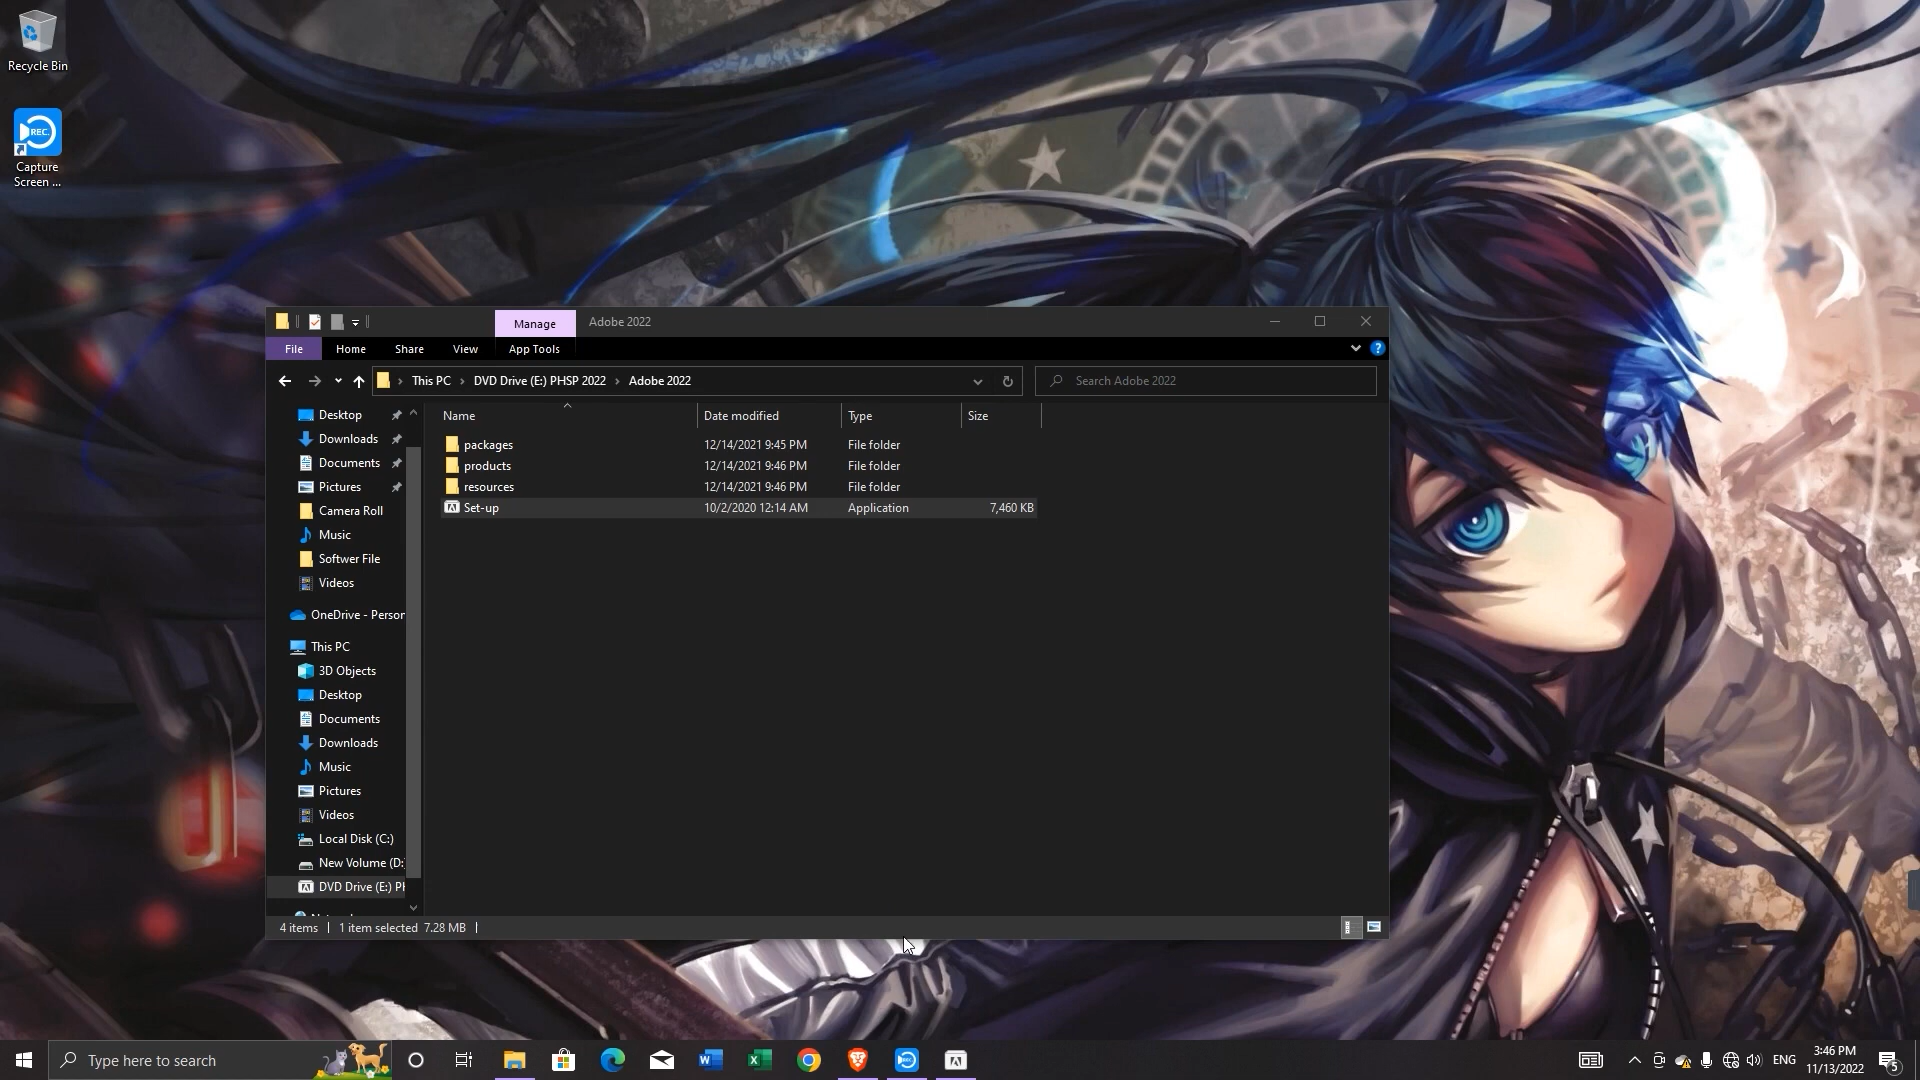 Recycle Bin
REC.
Capture
Screen ...
Manage
Adobe 2022
File
Home
Share
View
App Tools
This PC
DVD Drive (E:) PHSP 2022
Adobe 2022
Search Adobe 2022
Desktop
Downloads
Documents
Pictures
Camera Roll
Music
Softwer File
Videos
OneDrive - Person
This PC
3D Objects
Desktop
Documents
Downloads
Music
Pictures
Videos
Local Disk (C:)
New Volume (D:
DVD Drive (E:) PH
Name
Date modified
Type
Size
packages 12/14/2021 9:45 PM File folder
products 12/14/2021 9:46 PM File folder
resources 12/14/2021 9:46 PM File folder
Set-up 10/2/2020 12:14 AM Application 7,460 KB
4 items
1 item selected 7.28 MB
Type here to search
ENG
3:46 PM
11/13/2022
5